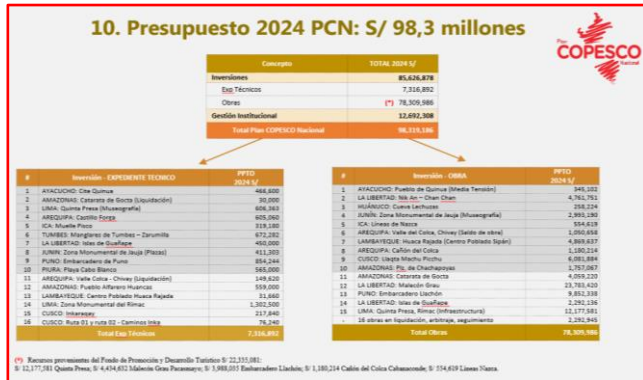 10. Presupuesto 2024 PCN: S/ 98,3 millones
Plan
COPESCO
Nacional
Concepto TOTAL 2024 S/
Inversiones 85,626,878
Exp Técnicos 7,316,892
Obras (*) 78,309,986
Gestión Institucional 12,692,308
Total Plan COPESCO Nacional 98,319,186
# Inversión - EXPEDIENTE TECNICO PPTO 2024 S/
1 AYACUCHO: Cite Quinua 466,600
2 AMAZONAS: Catarata de Gocta (Liquidación) 30,000
3 LIMA: Quinta Presa (Museografía) 606,363
4 AREQUIPA: Castillo Forga 605,060
5 ICA: Muelle Pisco 319,180
6 TUMBES: Manglares de Tumbes - Zarumilla 672,282
7 LA LIBERTAD: Islas de Guañape 450,000
8 JUNIN: Zona Monumental de Jauja (Plazas) 411,303
9 PUNO: Embarcadero de Puno 854,244
10 PIURA: Playa Cabo Blanco 565,000
11 AREQUIPA: Valle Colca - Chivay (Liquidación) 149,620
12 AMAZONAS: Pueblo Alfarero Huancas 559,000
13 LAMBAYEQUE: Centro Poblado Huaca Rajada 31,660
14 LIMA: Zona Monumental del Rimac 1,302,500
15 CUSCO: Inkaraqay 217,840
16 CUSCO: Ruta 01 y ruta 02 - Caminos Inka 76,240
Total Exp Técnicos 7,316,892
# Inversión - OBRA PPTO 2024 S/
1 AYACUCHO: Pueblo de Quinua (Media Tensión) 345,102
2 LA LIBERTAD: Nik An – Chan Chan 4,761,751
3 HUÁNUCO: Cueva Lechuzas 258,224
4 JUNÍN: Zona Monumental de Jauja (Museografía) 2,993,190
5 ICA: Líneas de Nazca 554,619
6 AREQUIPA: Valle del Colca, Chivay (Saldo de obra) 1,050,658
7 LAMBAYEQUE: Huaca Rajada (Centro Poblado Sipán) 4,869,637
8 AREQUIPA: Cañón del Colca 1,180,214
9 CUSCO: Llaqta Machu Picchu 6,081,884
10 AMAZONAS: Plz. de Chachapoyas 1,757,067
11 AMAZONAS: Catarata de Gocta 4,059,220
12 LA LIBERTAD: Malecón Grau 23,783,420
13 PUNO: Embarcadero Llachón 9,852,338
14 LA LIBERTAD: Islas de Guañape 2,292,136
15 LIMA: Quinta Presa, Rimac (Infraestructura) 12,177,581
- 16 obras en liquidación, arbitraje, seguimiento 2,292,945
Total Obras 78,309,986
(*) Recursos provenientes del Fondo de Promoción y Desarrollo Turístico S/ 22,335,081:
S/ 12,177,581 Quinta Presa; S/ 4,434,632 Malecón Grau Pacasmayo; S/ 3,988,035 Embarcadero Llachón; S/ 1,180,214 Cañón del Colca Cabanaconde; S/ 554,619 Líneas Nazca.